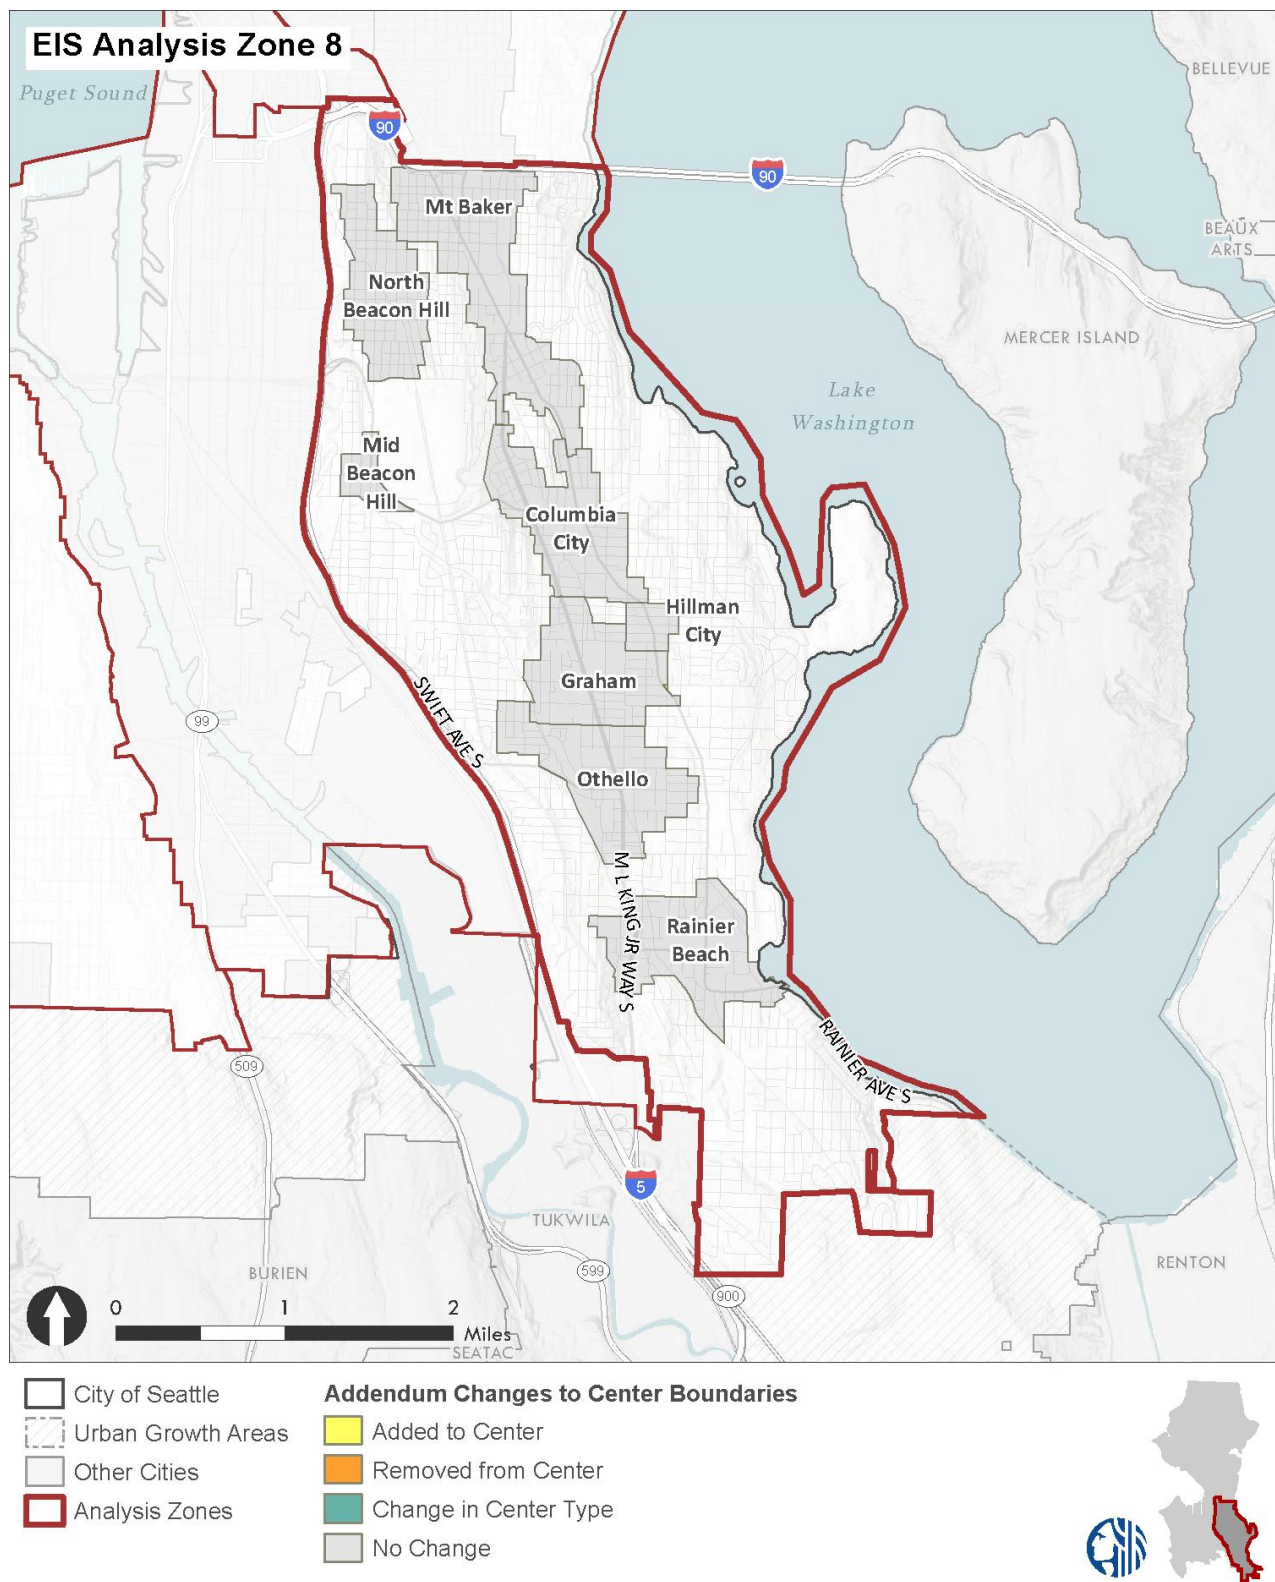 EIS Analysis Zone 8
Puget Sound
BELLEVUE
90
90
Mt Baker
BEAUX
ARTS
North
Beacon Hill
MERCER ISLAND
Lake
Washington
Mid
Beacon
Hill
Columbia
City
Hillman
City
Graham
SWIFT AVE S
99
Othello
M L KING JR WAY S
Rainier
Beach
RAINIER AVE S
509
5
TUKWILA
RENTON
BURIEN
599
900
0 1 2
Miles
SEATAC
City of Seattle
Urban Growth Areas
Other Cities
Analysis Zones
Addendum Changes to Center Boundaries
Added to Center
Removed from Center
Change in Center Type
No Change